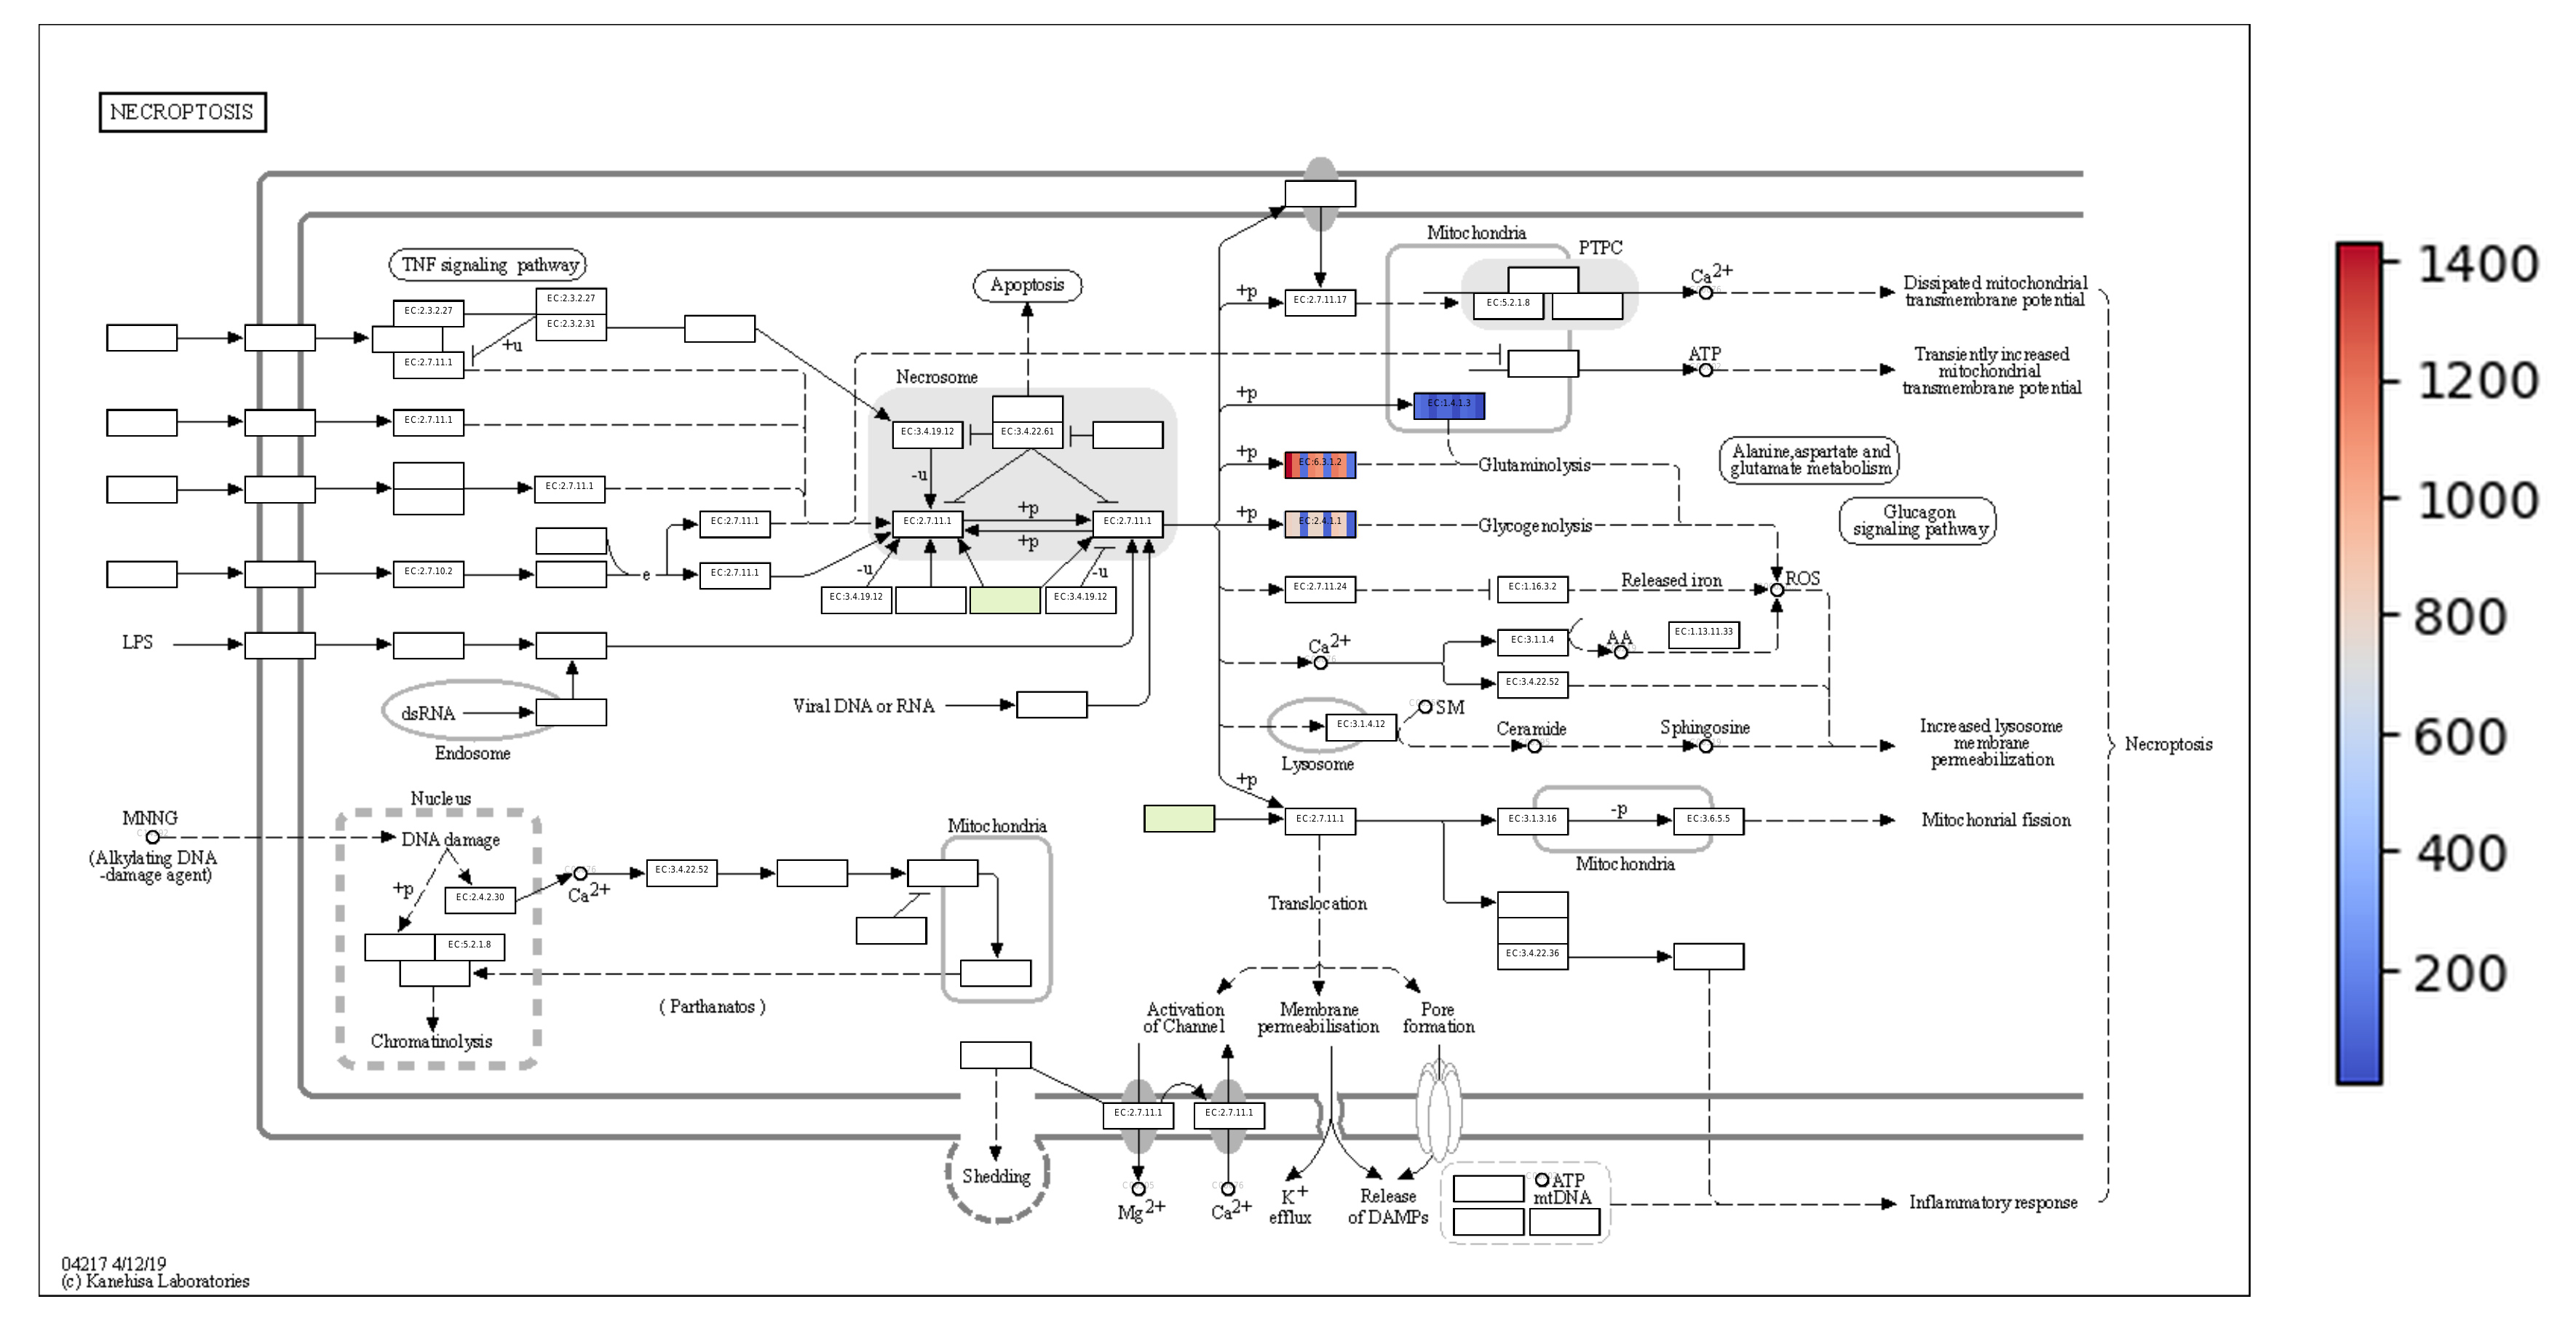 NECROPTOSIS
Mitochondria
PTPC
TNF signaling pathway
Apoptosis
EC:2.3.2.27
EC:2.3.2.27
EC:2.3.2.31
+u
EC:2.7.11.1
+p
EC:2.7.11.17
EC:5.2.1.8
Ca2+
Dissipated mitochondrial
transmembrane potential
ATP
Transiently increased
mitochondrial
transmembrane potential
Necrosome
+p
EC:1.4.1.3
EC:2.7.11.1
EC:3.4.19.12
EC:3.4.22.61
+p
EC:6.3.1.2
Glutaminolysis
Alanine,aspartate and
glutamate metabolism
EC:2.7.11.1
-u
EC:2.7.11.1
EC:2.7.11.1
+p
+p
EC:2.7.11.1
+p
EC:2.4.1.1
Glycogenolysis
Glucagon
signaling pathway
EC:2.7.10.2
e
EC:2.7.11.1
-u
-u
EC:3.4.19.12
EC:3.4.19.12
EC:2.7.11.24
EC:1.16.3.2
Released iron
ROS
LPS
Ca2+
EC:3.1.1.4
AA
EC:1.13.11.33
EC:3.4.22.52
dsRNA
Endosome
Viral DNA or RNA
EC:3.1.4.12
SM
Lysosome
Ceramide
Sphingosine
Increased lysosome
membrane
permeabilization
Necroptosis
+p
MNNG
(Alkylating DNA
-damage agent)
Nucleus
DNA damage
+p
EC:2.4.2.30
Ca2+
EC:3.4.22.52
Mitochondria
EC:2.7.11.1
EC:3.1.3.16
-p
EC:3.6.5.5
Mitochondria
Mitochonrial fission
EC:5.2.1.8
Chromatinolysis
( Parthanatos )
Translocation
EC:3.4.22.36
Activation
of Channel
Membrane
permeabilisation
Pore
formation
EC:2.7.11.1
EC:2.7.11.1
Shedding
Mg2+
Ca2+
K+
efflux
Release
of DAMPs
ATP
mtDNA
Inflammatory response
04217 4/12/19
(c) Kanehisa Laboratories
1400
1200
1000
800
600
400
200